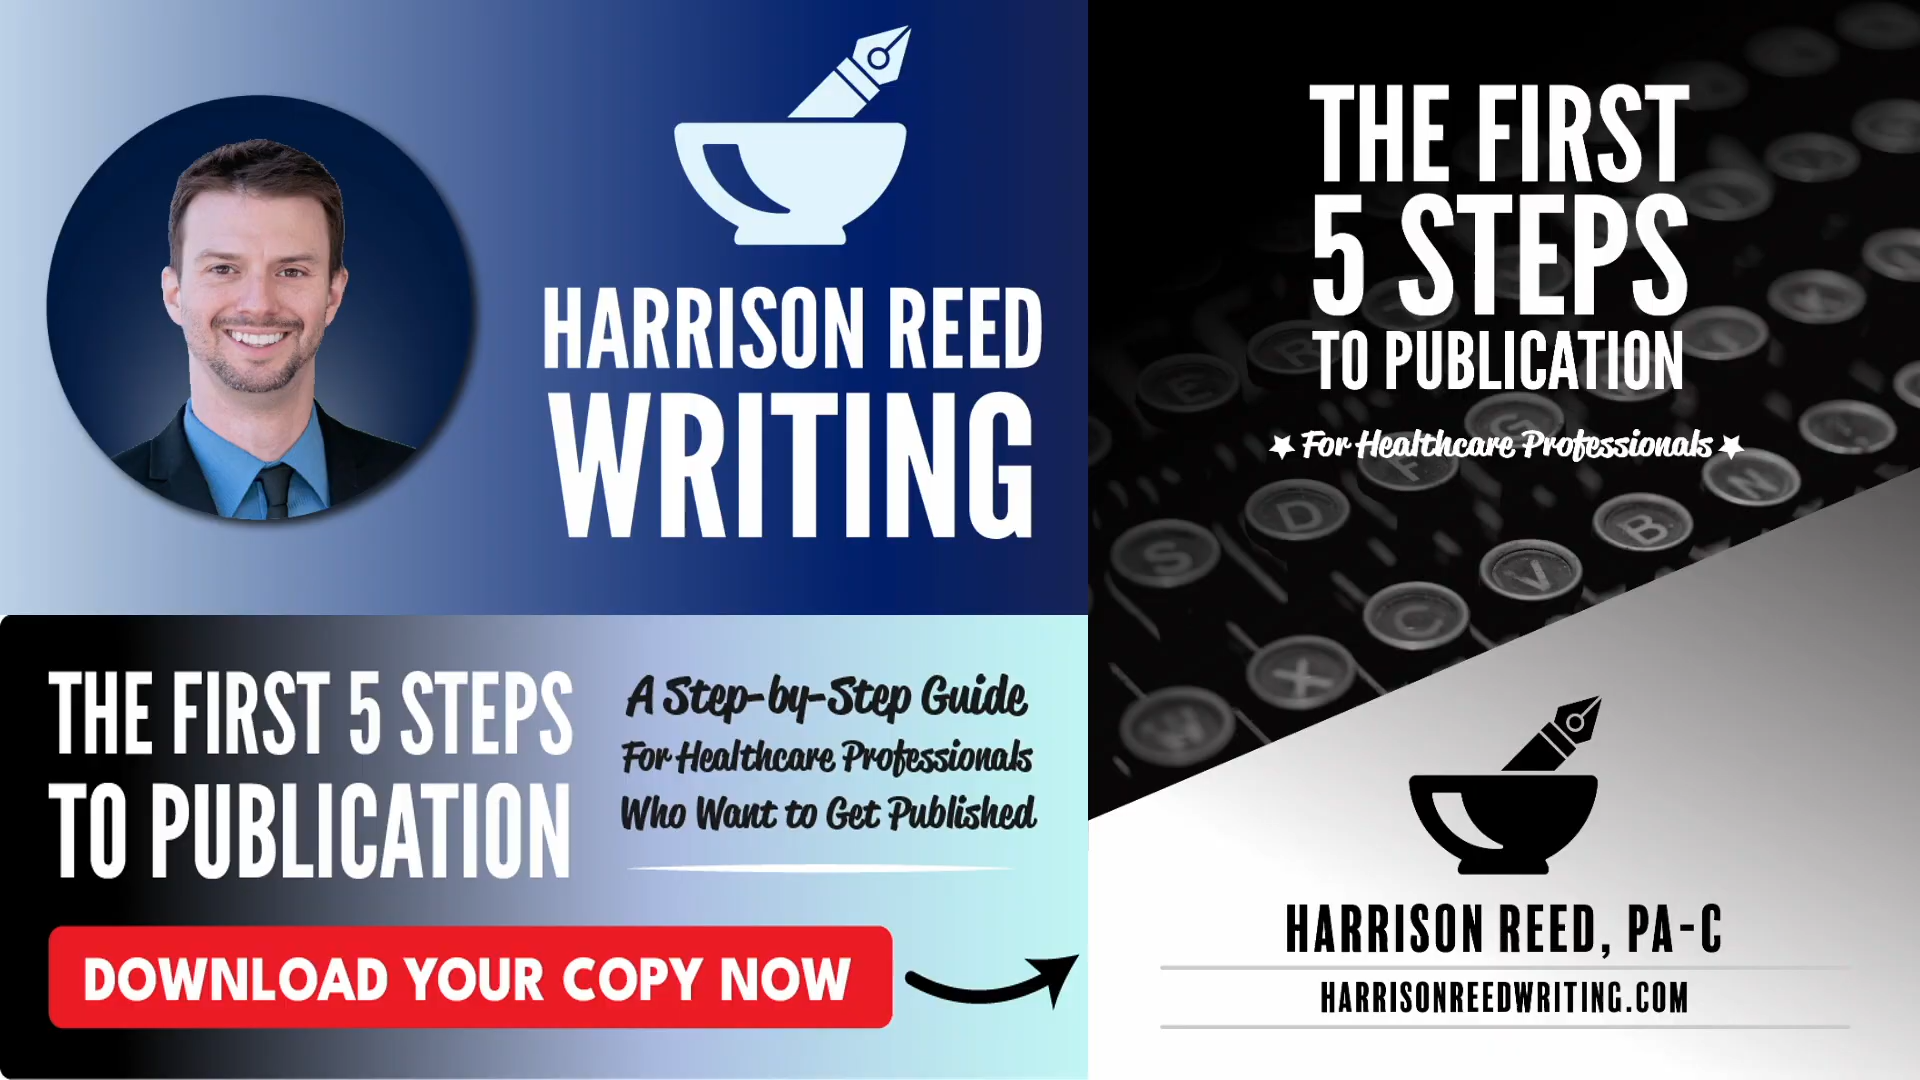 HARRISON REED
WRITING
THE FIRST 5 STEPS
TO PUBLICATION
A Step-by-Step Guide
For Healthcare Professionals
Who Want to Get Published
DOWNLOAD YOUR COPY NOW
THE FIRST
5 STEPS
TO PUBLICATION
For Healthcare Professionals
E
R
G
F
D
S
N
B
V
C
X
W
HARRISON REED, PA-C
HARRISONREEDWRITING.COM